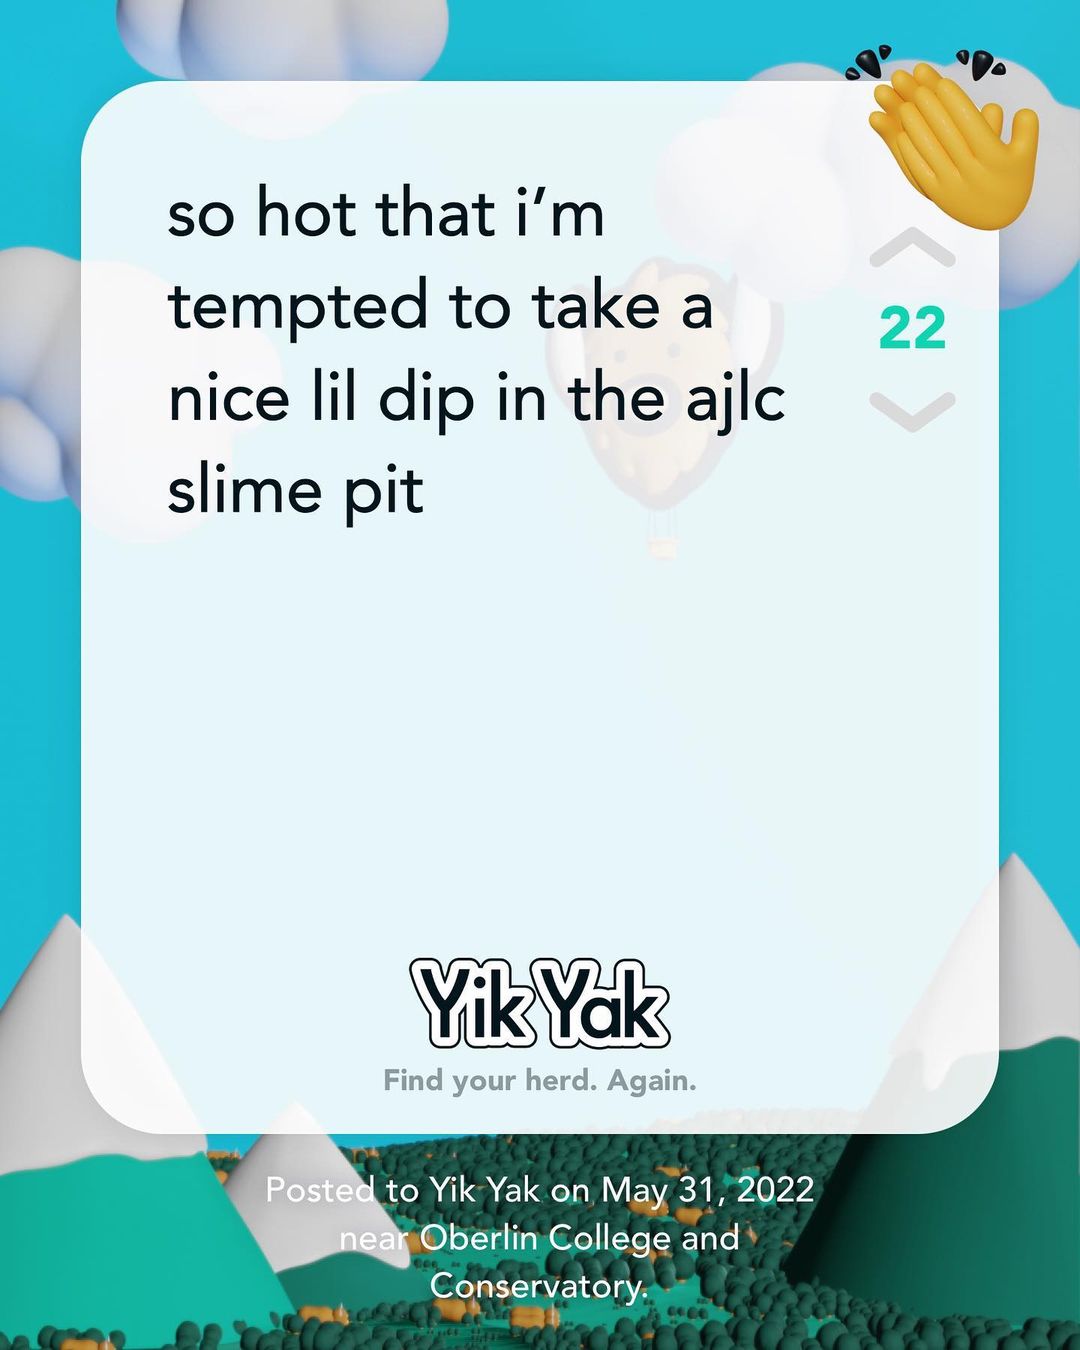 so hot that i’m
tempted to take a
nice lil dip in the ajlc
slime pit
22
Yik Yak
Find your herd. Again.
Posted to Yik Yak on May 31, 2022
near Oberlin College and
Conservatory.